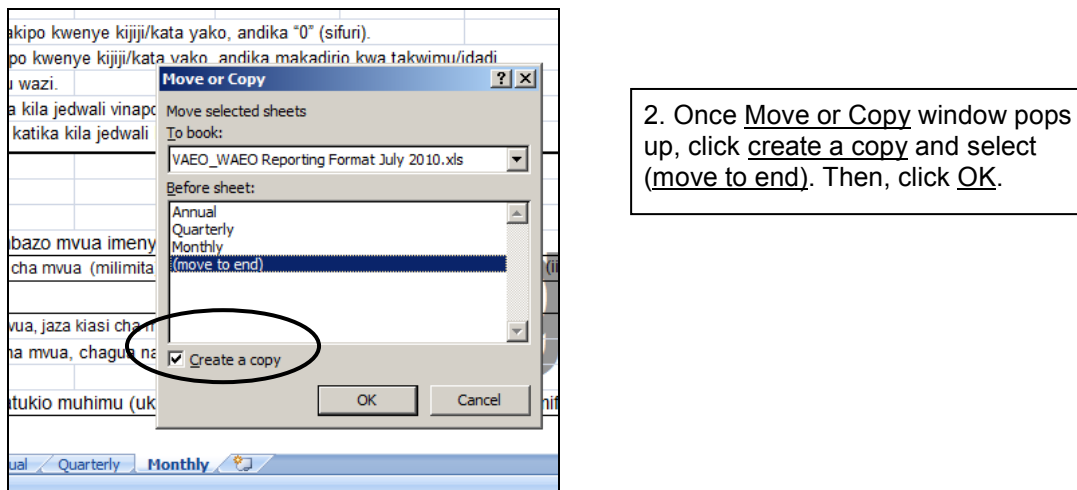 akipo kwenye kijiji/kata yako, andika “0” (sifuri).
po kwenye kijiji/kata yako, andika makadirio kwa takwimu/idadi
u wazi.
Move or Copy
a kila jedwali vinapo
Move selected sheets
katika kila jedwali
To book:
VAEO_WAEO Reporting Format July 2010.xls
Before sheet:
Annual
Quarterly
Monthly
(move to end)
bazo mvua imeny
cha mvua (milimita
(ii
vua, jaza kiasi cha m
na mvua, chagua na
Create a copy
OK Cancel
tukio muhimu (uk
nif
ual Quarterly Monthly
2. Once Move or Copy window pops
up, click create a copy and select
(move to end). Then, click OK.